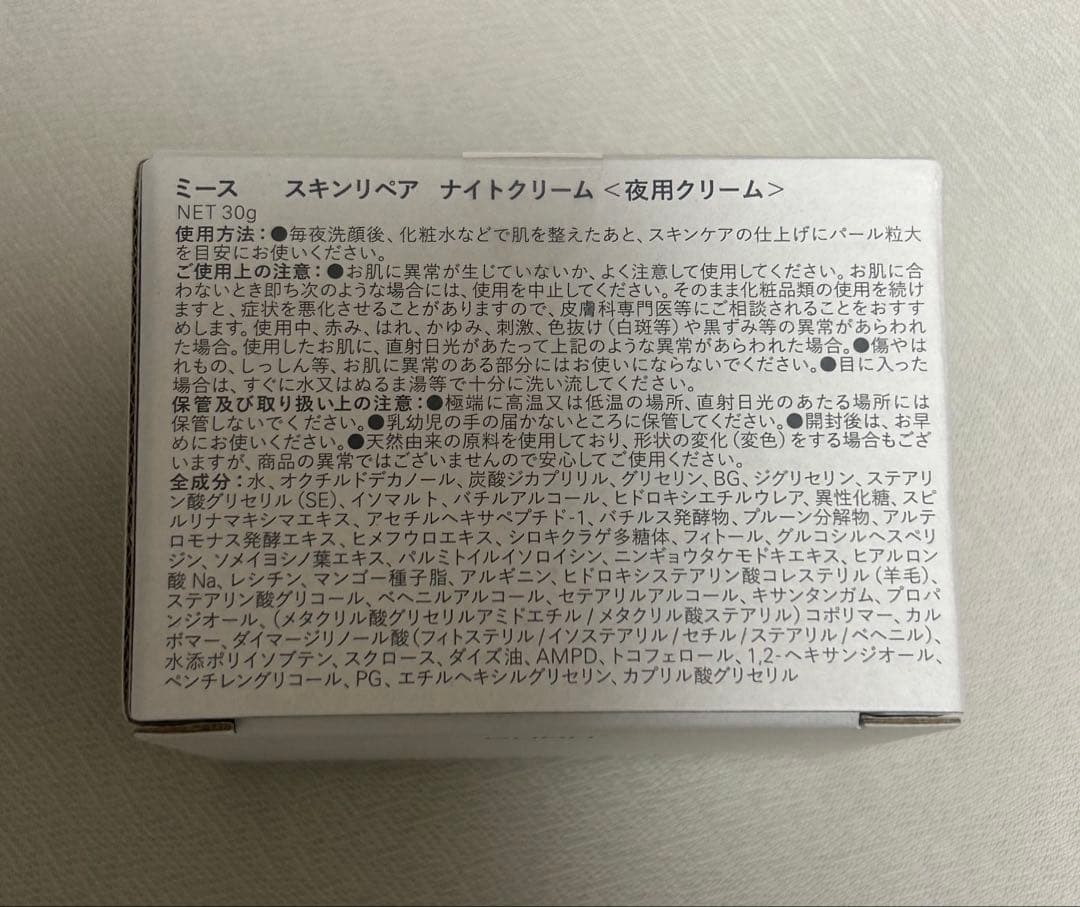 ミース　スキンリペア　ナイトクリーム＜夜用クリーム＞
NET 30g
使用方法：●毎夜洗顔後、化粧水などで肌を整えたあと、スキンケアの仕上げにパール粒大
を目安にお使いください。
ご使用上の注意：●お肌に異常が生じていないか、よく注意して使用してください。お肌に合
わないとき即ち次のような場合には、使用を中止してください。そのまま化粧品類の使用を続け
ますと、症状を悪化させることがありますので、皮膚科専門医等にご相談されることをおすす
めします。使用中、赤み、はれ、かゆみ、刺激、色抜け（白斑等）や黒ずみ等の異常があらわれ
た場合。使用したお肌に、直射日光があたって上記のような異常があらわれた場合。●傷やは
れもの、しっしん等、お肌に異常のある部分にはお使いにならないでください。●目に入った
場合は、すぐに水又はぬるま湯等で十分に洗い流してください。
保管及び取り扱い上の注意：●極端に高温又は低温の場所、直射日光のあたる場所には
保管しないでください。●乳幼児の手の届かないところに保管してください。●開封後は、お早
めにお使いください。●天然由来の原料を使用しており、形状の変化（変色）をする場合もござ
いますが、商品の異常ではございませんので安心してご使用ください。
全成分：水、オクチルドデカノール、炭酸ジカプリリル、グリセリン、BG、ジグリセリン、ステアリ
ン酸グリセリル（SE）、イソマルト、バチルアルコール、ヒドロキシエチルウレア、異性化糖、スピ
ルリナマキシマエキス、アセチルヘキサペプチド-1、バチルス発酵物、プルーン分解物、アルテ
ロモナス発酵エキス、ヒメフウロエキス、シロキクラゲ多糖体、フィトール、グルコシルヘスペリ
ジン、ソメイヨシノ葉エキス、パルミトイルイソロイシン、ニンギョウタケモドキエキス、ヒアルロン
酸Na、レシチン、マンゴー種子脂、アルギニン、ヒドロキシステアリン酸コレステリル（羊毛）、
ステアリン酸グリコール、ベヘニルアルコール、セテアリルアルコール、キサンタンガム、プロパ
ンジオール、（メタクリル酸グリセリルアミドエチル/メタクリル酸ステアリル）コポリマー、カル
ボマー、ダイマージリノール酸（フィトステリル/イソステアリル/セチル/ステアリル/ベヘニル）、
水添ポリイソブテン、スクロース、ダイズ油、AMPD、トコフェロール、1,2-ヘキサンジオール、
ペンチレングリコール、PG、エチルヘキシルグリセリン、カプリル酸グリセリル